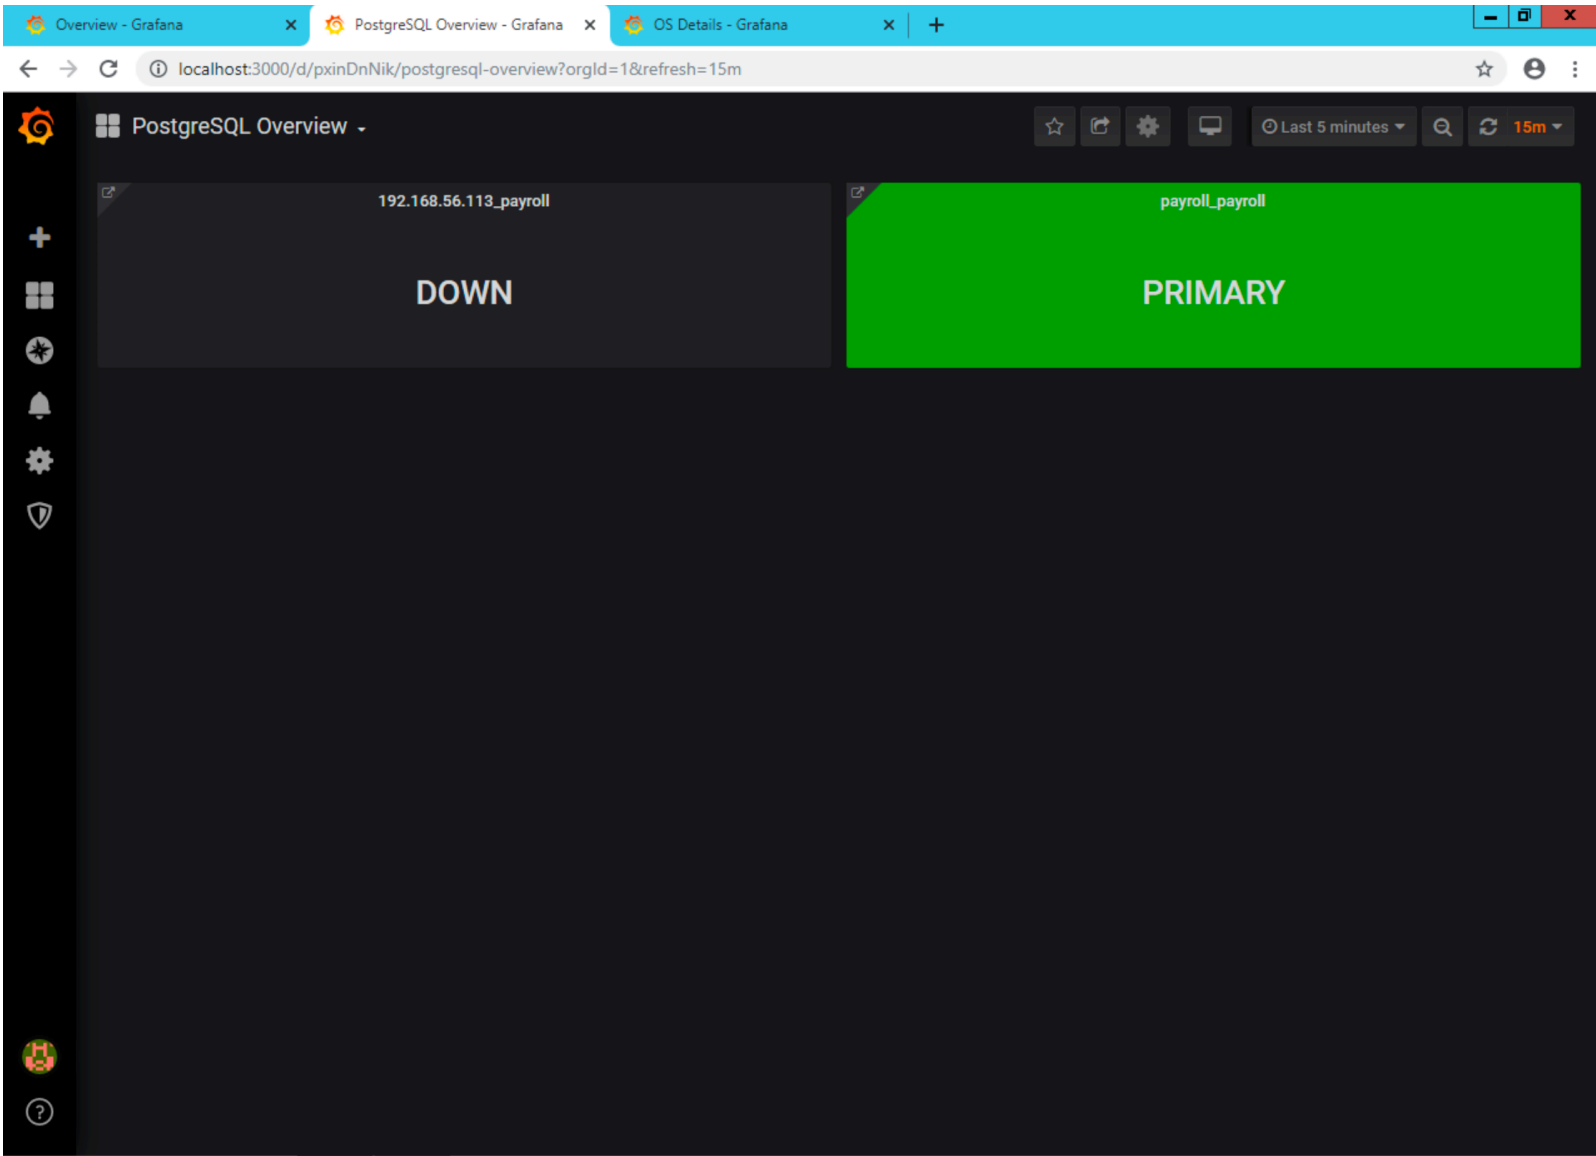 Overview - Grafana
PostgreSQL Overview - Grafana
OS Details - Grafana
localhost:3000/d/pxinDnNik/postgresql-overview?orgId=1&refresh=15m
PostgreSQL Overview
Last 5 minutes
15m
192.168.56.113_payroll
payroll_payroll
DOWN
PRIMARY